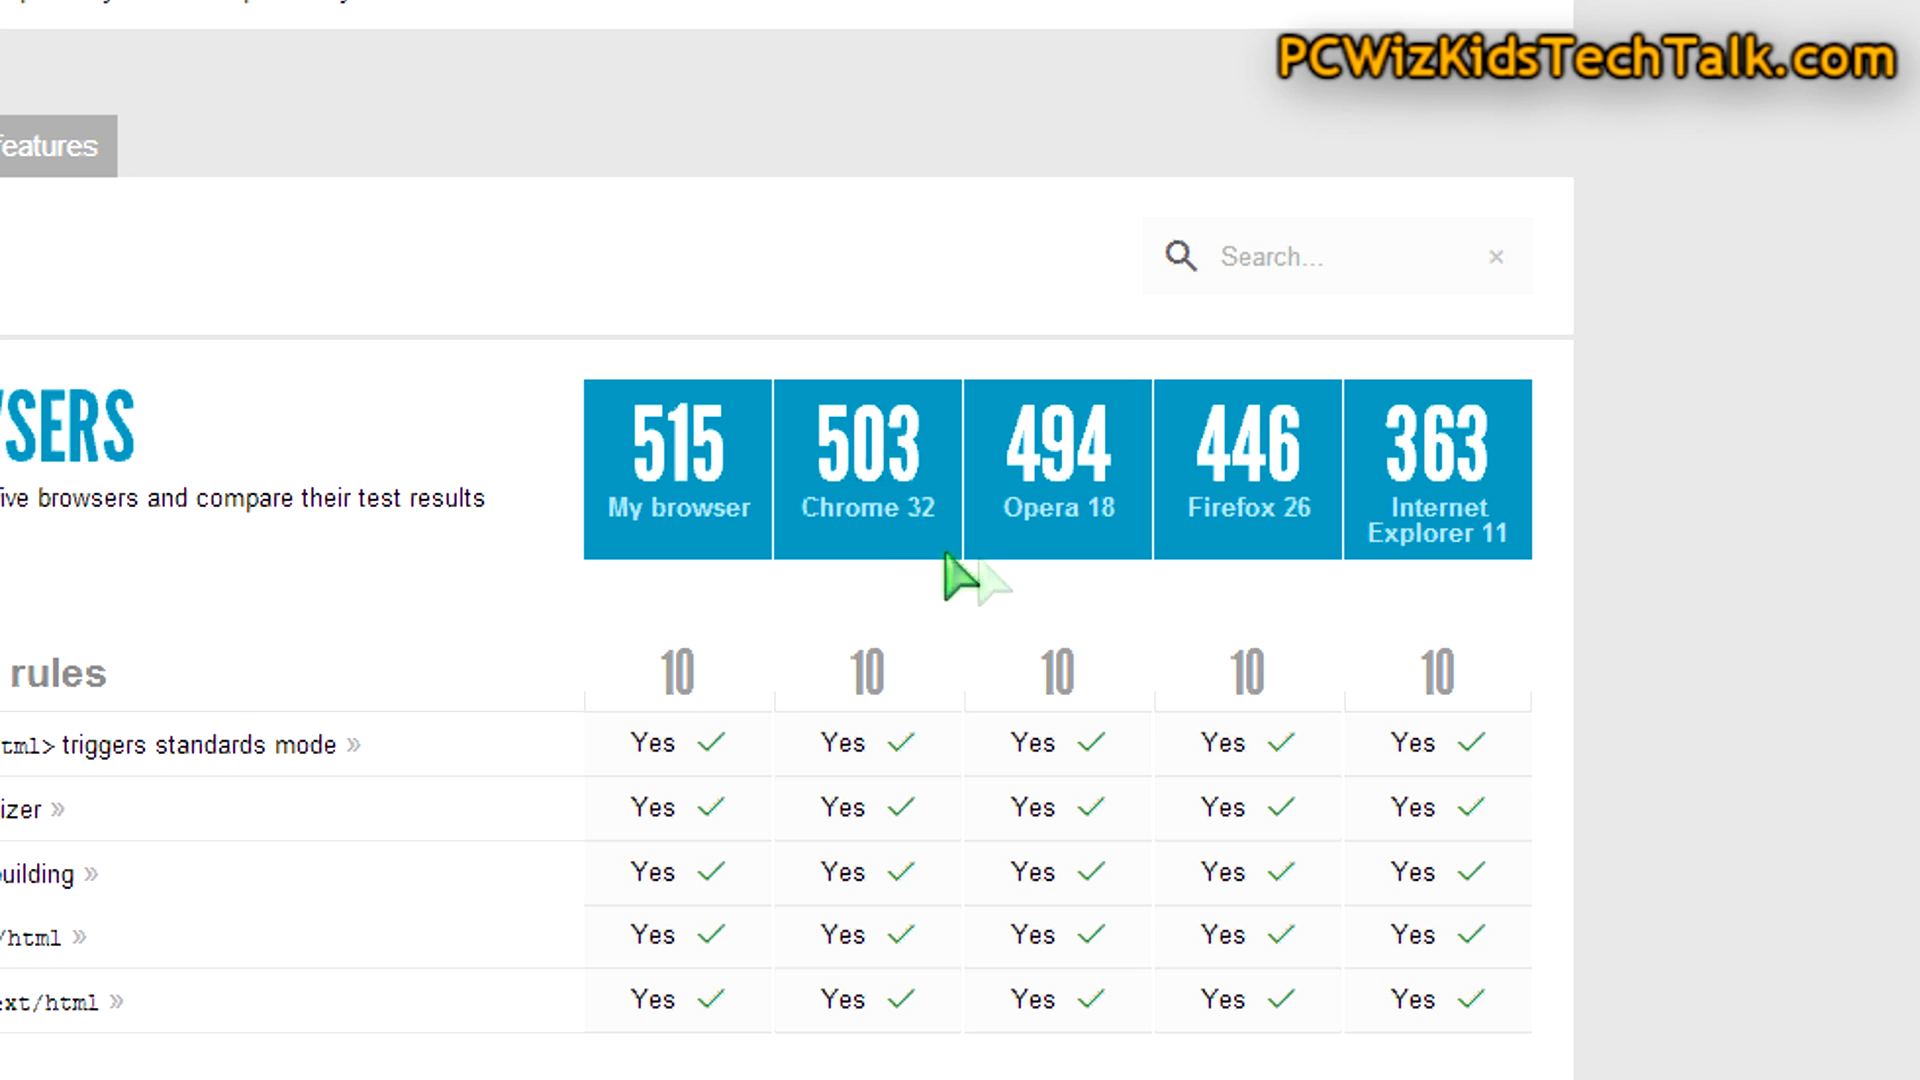 PCWizKidsTechTalk.com
features
Search...
SERS
five browsers and compare their test results
515 503 494 446 363
My browser Chrome 32 Opera 18 Firefox 26 Internet
Explorer 11
rules 10 10 10 10 10
tml> triggers standards mode » Yes Yes Yes Yes Yes
izer » Yes Yes Yes Yes Yes
uilding » Yes Yes Yes Yes Yes
/html » Yes Yes Yes Yes Yes
ext/html » Yes Yes Yes Yes Yes